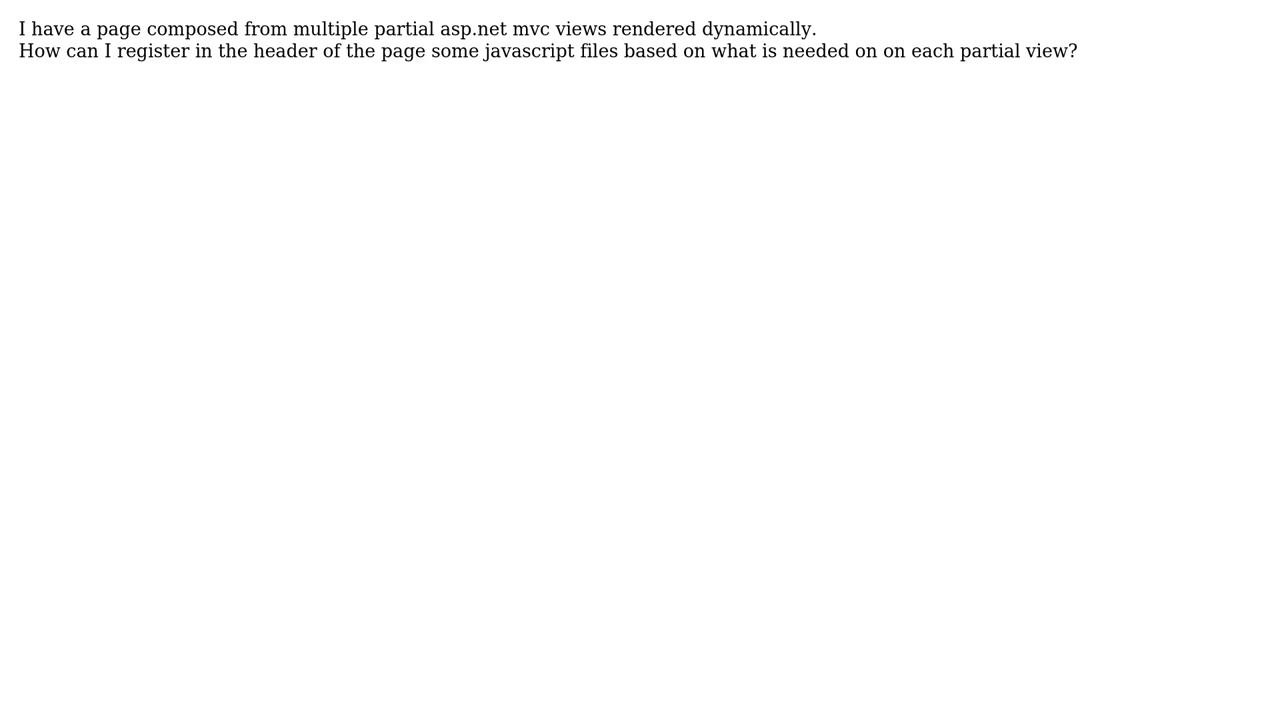 I have a page composed from multiple partial asp.net mvc views rendered dynamically.
How can I register in the header of the page some javascript files based on what is needed on on each partial view?